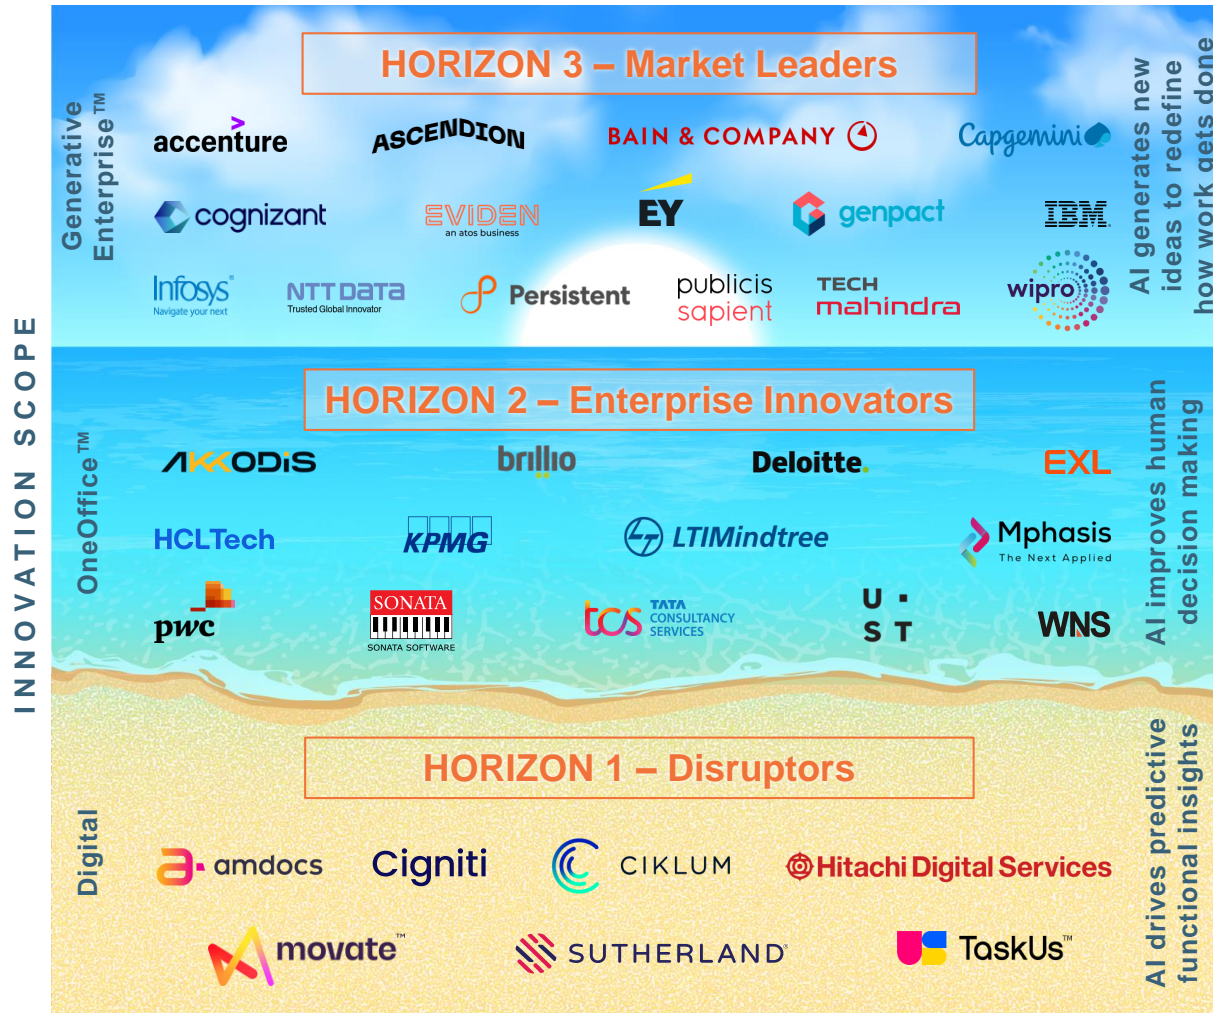 INNOVATION SCOPE
HORIZON 3 – Market Leaders
Generative
Enterprise™
AI generates new
ideas to redefine
how work gets done
accenture
ASCENDION
BAIN & COMPANY
Capgemini
cognizant
EVIDEN
an atos business
EY
genpact
IBM®
Infosys®
Navigate your next
NTT DATA
Trusted Global Innovator
Persistent
publicis
sapient
TECH
mahindra
wipro
HORIZON 2 – Enterprise Innovators
OneOffice™
AI improves human
decision making
AKKODiS
brillio
Deloitte.
EXL
HCLTech
KPMG
LTIMindtree
Mphasis
The Next Applied
pwc
SONATA
SONATA SOFTWARE
tcs
TATA
CONSULTANCY
SERVICES
U ·
S T
WNS
HORIZON 1 – Disruptors
Digital
AI drives predictive
functional insights
a amdocs
Cigniti
CIKLUM
Hitachi Digital Services
movate™
SUTHERLAND®
TaskUs™